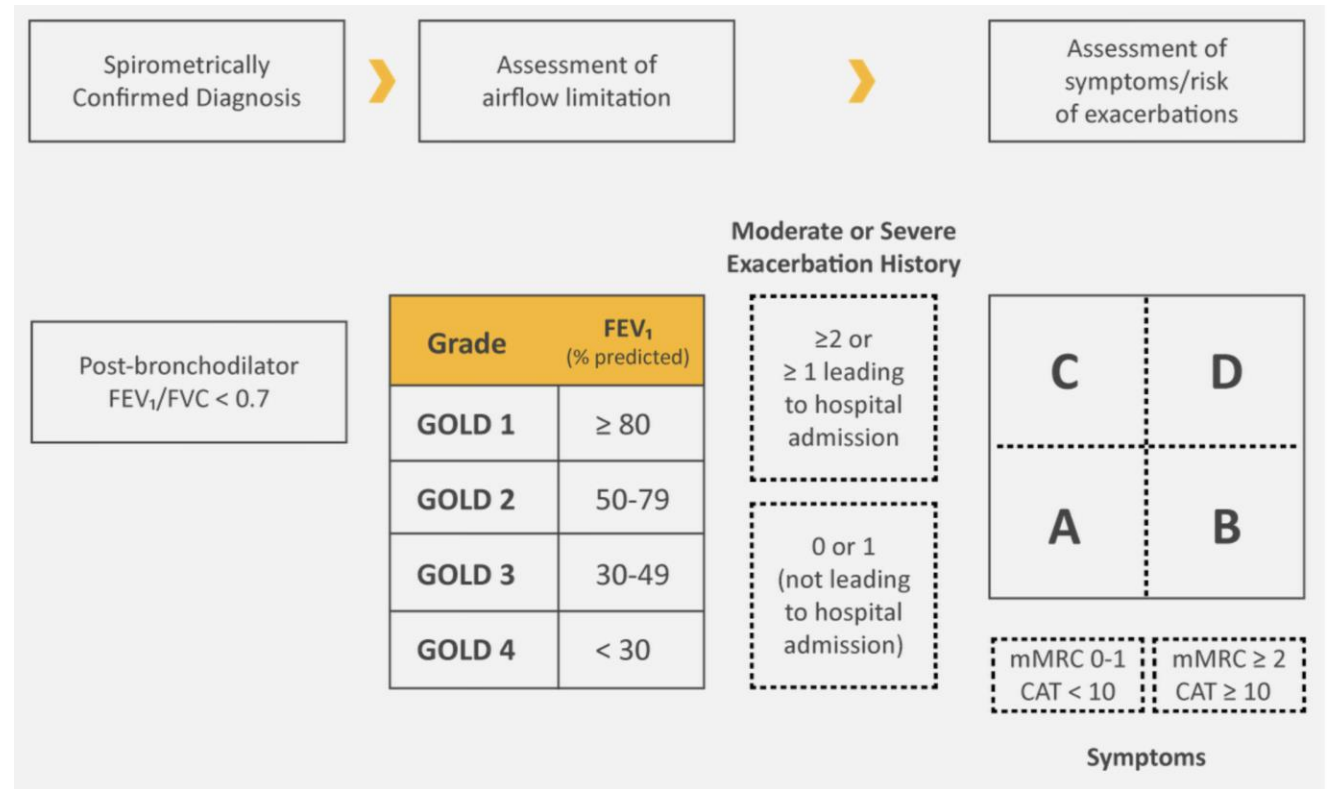 Spirometrically
Confirmed Diagnosis
Assessment of
airflow limitation
Assessment of
symptoms/risk
of exacerbations
Post-bronchodilator
FEV₁/FVC < 0.7
Grade
FEV₁
(% predicted)
GOLD 1
≥ 80
GOLD 2
50-79
GOLD 3
30-49
GOLD 4
< 30
Moderate or Severe
Exacerbation History
≥2 or
≥ 1 leading
to hospital
admission
0 or 1
(not leading
to hospital
admission)
C
D
A
B
mMRC 0-1
CAT < 10
mMRC ≥ 2
CAT ≥ 10
Symptoms